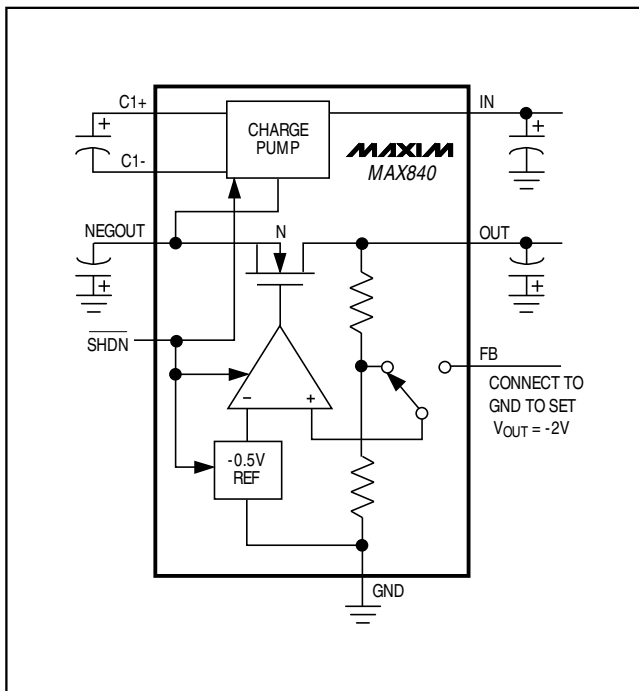 C1+
IN
+
CHARGE
PUMP
+
MAXIM
C1-
MAX840
NEGOUT
N
OUT
+
+
SHDN
FB
CONNECT TO
GND TO SET
VOUT = -2V
− +
-0.5V
REF
GND